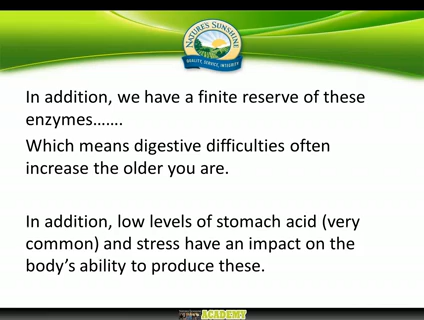 NATURE'S SUNSHINE
QUALITY, SERVICE, INTEGRITY
In addition, we have a finite reserve of these
enzymes…….
Which means digestive difficulties often
increase the older you are.
In addition, low levels of stomach acid (very
common) and stress have an impact on the
body's ability to produce these.
ACADEMY